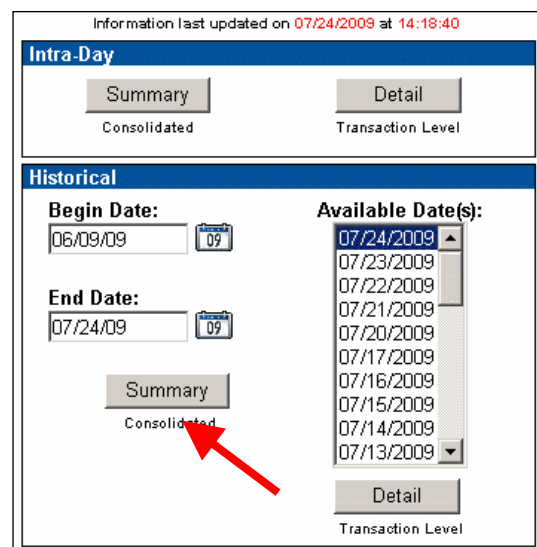 Information last updated on 07/24/2009 at 14:18:40
Intra-Day
Summary
Consolidated
Detail
Transaction Level
Historical
Begin Date:
06/09/09
09
End Date:
07/24/09
09
Summary
Consolidated
Available Date(s):
07/24/2009
07/23/2009
07/22/2009
07/21/2009
07/20/2009
07/17/2009
07/16/2009
07/15/2009
07/14/2009
07/13/2009
Detail
Transaction Level